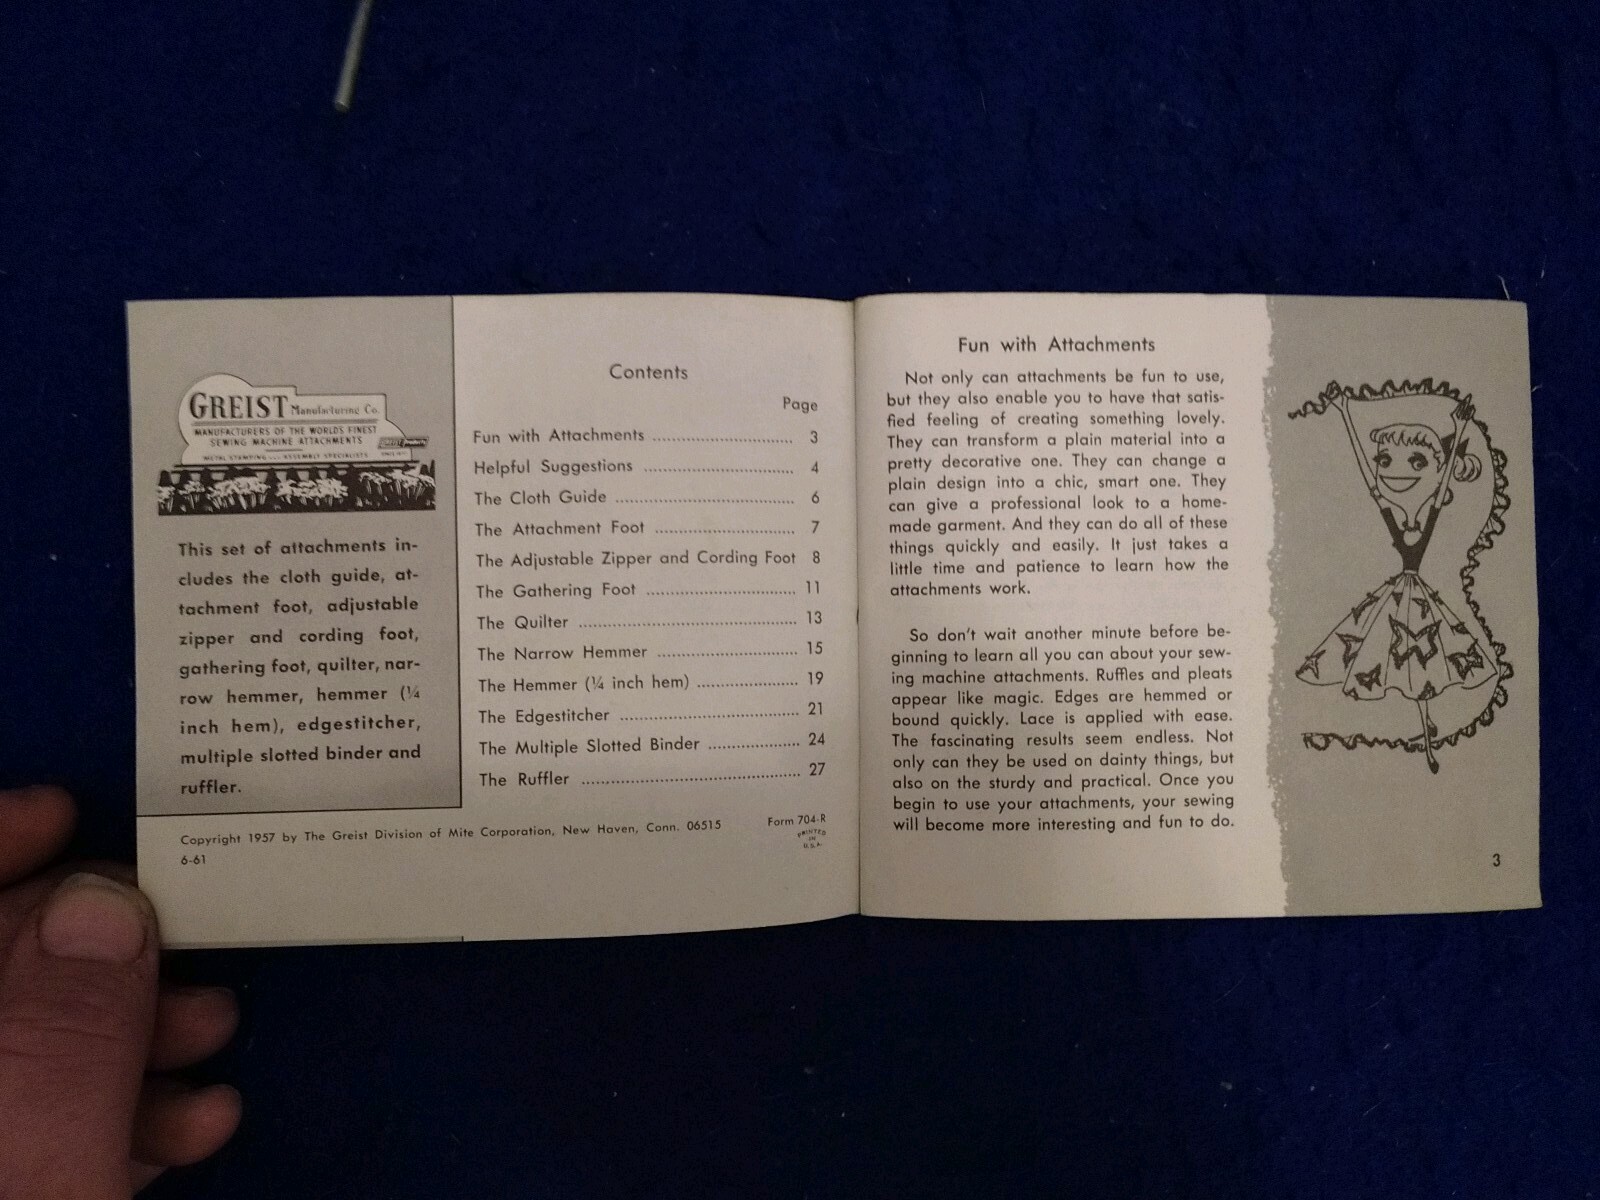 GREIST Manufacturing Co.
MANUFACTURERS OF THE WORLD'S FINEST
SEWING MACHINE ATTACHMENTS
METAL STAMPING ASSEMBLY SPECIALISTS
This set of attachments in-
cludes the cloth guide, at-
tachment foot, adjustable
zipper and cording foot,
gathering foot, quilter, nar-
row hemmer, hemmer (¼
inch hem), edgestitcher,
multiple slotted binder and
ruffler.
Contents
Page
Fun with Attachments ............................ 3
Helpful Suggestions .............................. 4
The Cloth Guide ................................... 6
The Attachment Foot ............................ 7
The Adjustable Zipper and Cording Foot 8
The Gathering Foot .............................. 11
The Quilter .......................................... 13
The Narrow Hemmer ............................ 15
The Hemmer (¼ inch hem) .................... 19
The Edgestitcher ................................... 21
The Multiple Slotted Binder ................... 24
The Ruffler ........................................... 27
Copyright 1957 by The Greist Division of Mite Corporation, New Haven, Conn. 06515
6-61
Form 704-R
PRINTED
IN
U.S.A.
Fun with Attachments
Not only can attachments be fun to use,
but they also enable you to have that satis-
fied feeling of creating something lovely.
They can transform a plain material into a
pretty decorative one. They can change a
plain design into a chic, smart one. They
can give a professional look to a home-
made garment. And they can do all of these
things quickly and easily. It just takes a
little time and patience to learn how the
attachments work.
So don't wait another minute before be-
ginning to learn all you can about your sew-
ing machine attachments. Ruffles and pleats
appear like magic. Edges are hemmed or
bound quickly. Lace is applied with ease.
The fascinating results seem endless. Not
only can they be used on dainty things, but
also on the sturdy and practical. Once you
begin to use your attachments, your sewing
will become more interesting and fun to do.
3